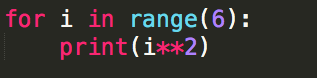 for i in range(6):
    print(i**2)